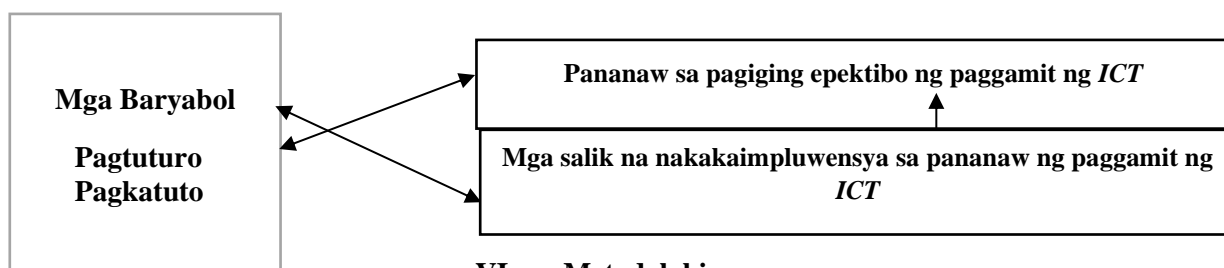 Mga Baryabol
Pagtuturo
Pagkatuto
Pananaw sa pagiging epektibo ng paggamit ng ICT
Mga salik na nakakaimpluwensya sa pananaw ng paggamit ng
ICT